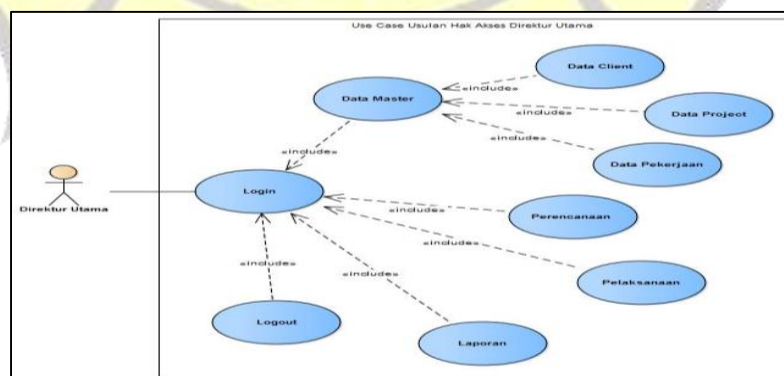 Use Case Usulan Hak Akses Direktur Utama
Data Client
«include»
Data Master
«include»
Data Project
«include»
«include»
Data Pekerjaan
Login
Direktur Utama
«include»
Perencanaan
«include»
«include»
«include»
Pelaksanaan
Logout
Laporan